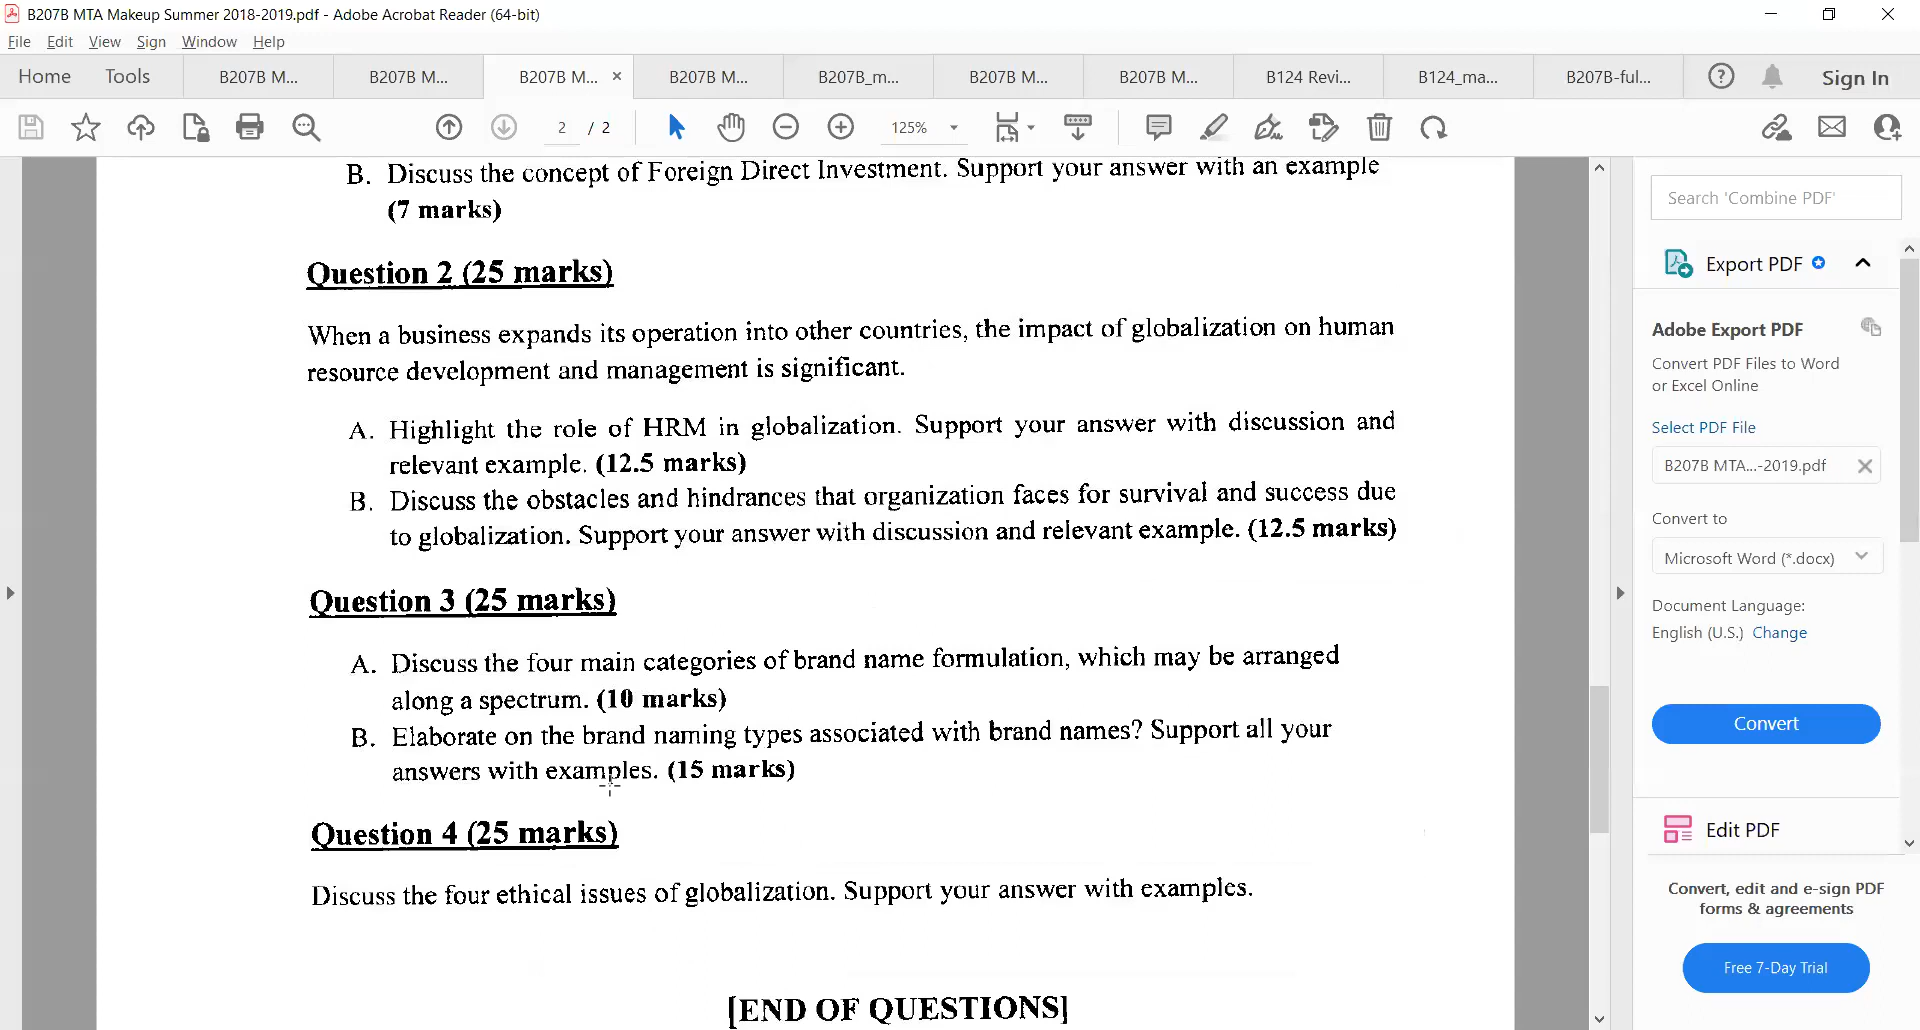 B207B MTA Makeup Summer 2018-2019.pdf - Adobe Acrobat Reader (64-bit)
File Edit View Sign Window Help
Home Tools B207B M... B207B M... B207B M... × B207B M... B207B_m... B207B M... B207B M... B124 Revi... B124_ma... B207B-ful... Sign In
2 / 2 125%
B. Discuss the concept of Foreign Direct Investment. Support your answer with an example
(7 marks)
Question 2 (25 marks)
When a business expands its operation into other countries, the impact of globalization on human
resource development and management is significant.
A. Highlight the role of HRM in globalization. Support your answer with discussion and
relevant example. (12.5 marks)
B. Discuss the obstacles and hindrances that organization faces for survival and success due
to globalization. Support your answer with discussion and relevant example. (12.5 marks)
Question 3 (25 marks)
A. Discuss the four main categories of brand name formulation, which may be arranged
along a spectrum. (10 marks)
B. Elaborate on the brand naming types associated with brand names? Support all your
answers with examples. (15 marks)
Question 4 (25 marks)
Discuss the four ethical issues of globalization. Support your answer with examples.
[END OF QUESTIONS]
Search 'Combine PDF'
Export PDF
Adobe Export PDF
Convert PDF Files to Word
or Excel Online
Select PDF File
B207B MTA...-2019.pdf
Convert to
Microsoft Word (*.docx)
Document Language:
English (U.S.) Change
Convert
Edit PDF
Convert, edit and e-sign PDF
forms & agreements
Free 7-Day Trial